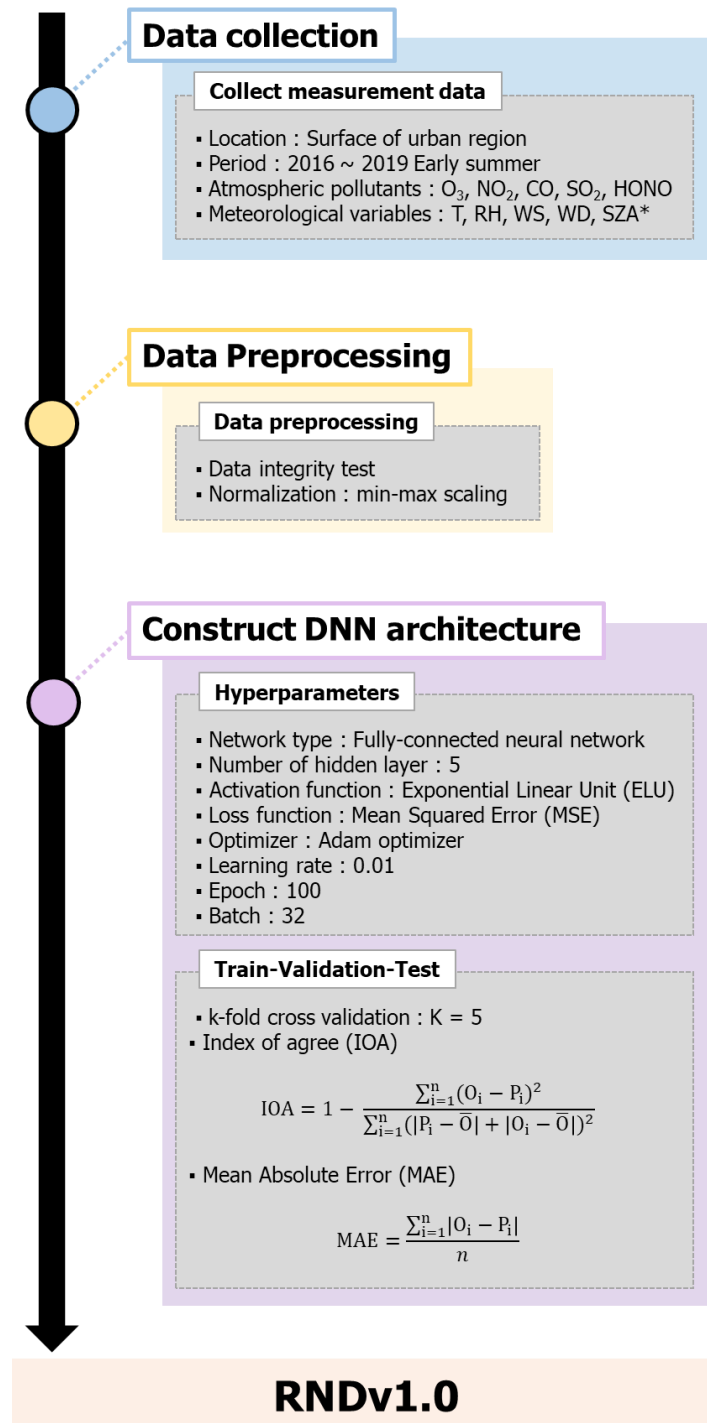 Data collection
Collect measurement data
▪ Location : Surface of urban region
▪ Period : 2016 ~ 2019 Early summer
▪ Atmospheric pollutants : O₃, NO₂, CO, SO₂, HONO
▪ Meteorological variables : T, RH, WS, WD, SZA*
Data Preprocessing
Data preprocessing
▪ Data integrity test
▪ Normalization : min-max scaling
Construct DNN architecture
Hyperparameters
▪ Network type : Fully-connected neural network
▪ Number of hidden layer : 5
▪ Activation function : Exponential Linear Unit (ELU)
▪ Loss function : Mean Squared Error (MSE)
▪ Optimizer : Adam optimizer
▪ Learning rate : 0.01
▪ Epoch : 100
▪ Batch : 32
Train-Validation-Test
▪ k-fold cross validation : K = 5
▪ Index of agree (IOA)
IOA = 1 − ∑ⁿᵢ₌₁(Oᵢ − Pᵢ)² / ∑ⁿᵢ₌₁(|Pᵢ − O̅| + |Oᵢ − O̅|)²
▪ Mean Absolute Error (MAE)
MAE = ∑ⁿᵢ₌₁|Oᵢ − Pᵢ| / n
RNDv1.0